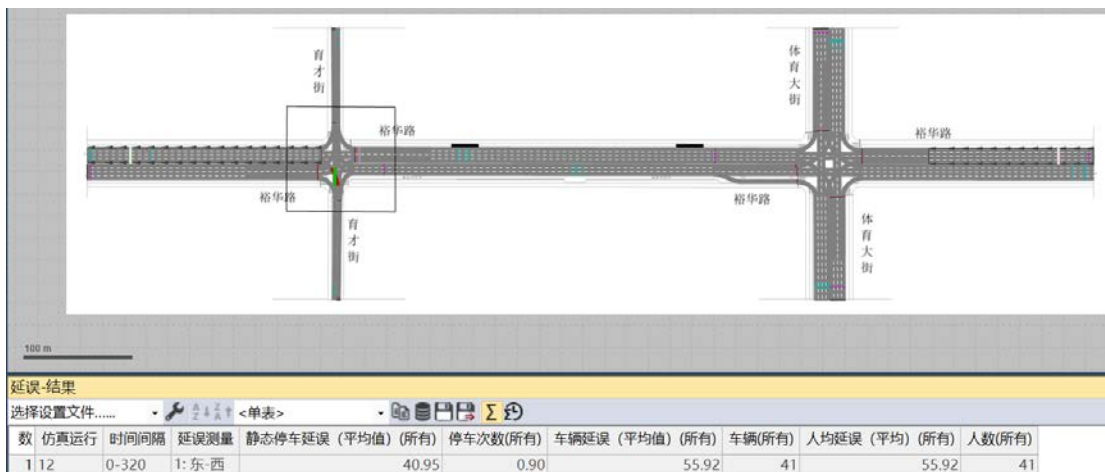 育才街
体育大街
裕华路
裕华路
裕华路
裕华路
育才街
体育大街
100 m
延误-结果
选择设置文件...... <单表> Σ
数 仿真运行 时间间隔 延误测量 静态停车延误（平均值）(所有) 停车次数(所有) 车辆延误（平均值）(所有) 车辆(所有) 人均延误（平均）(所有) 人数(所有)
1 12 0-320 1: 东-西 40.95 0.90 55.92 41 55.92 41